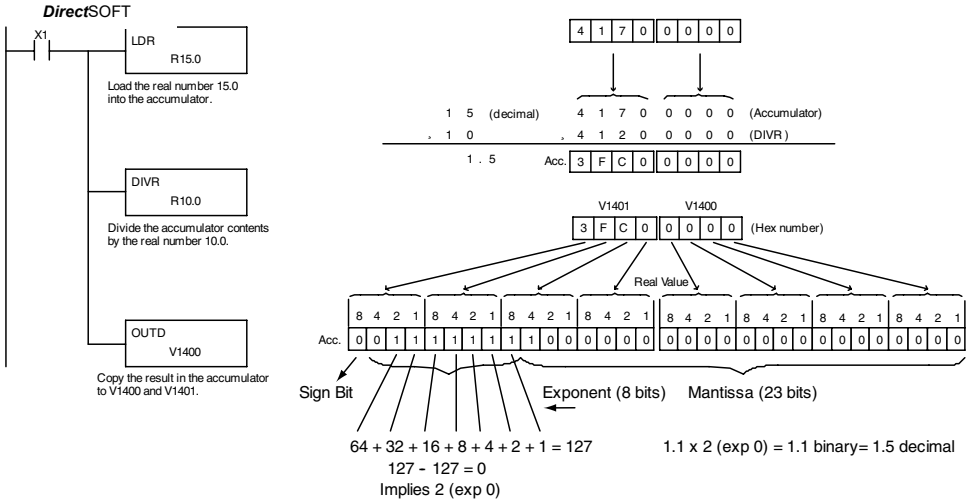 DirectSOFT
X1
LDR
R15.0
Load the real number 15.0
into the accumulator.
DIVR
R10.0
Divide the accumulator contents
by the real number 10.0.
OUTD
V1400
Copy the result in the accumulator
to V1400 and V1401.
4 1 7 0 0 0 0 0
1 5 (decimal) 4 1 7 0 0 0 0 0 (Accumulator)
¸ 1 0 ¸ 4 1 2 0 0 0 0 0 (DIVR )
1 . 5 Acc. 3 F C 0 0 0 0 0
V1401 V1400
3 F C 0 0 0 0 0 (Hex number)
Real Value
8 4 2 1 8 4 2 1 8 4 2 1 8 4 2 1 8 4 2 1 8 4 2 1 8 4 2 1 8 4 2 1
Acc. 0 0 1 1 1 1 1 1 1 1 0 0 0 0 0 0 0 0 0 0 0 0 0 0 0 0 0 0 0 0 0 0
Sign Bit Exponent (8 bits) Mantissa (23 bits)
64 + 32 + 16 + 8 + 4 + 2 + 1 = 127 1.1 x 2 (exp 0) = 1.1 binary= 1.5 decimal
127 - 127 = 0
Implies 2 (exp 0)